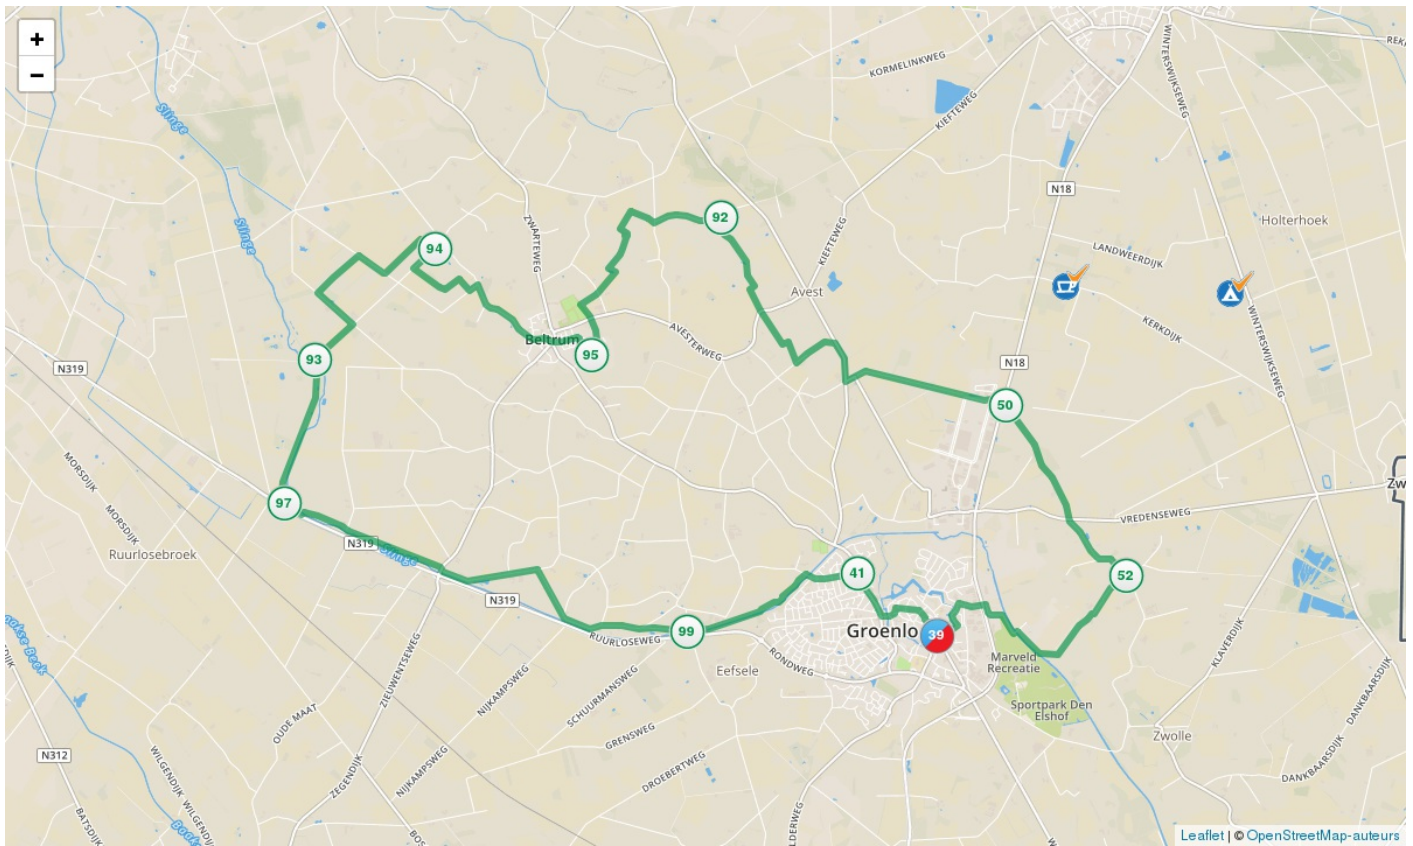 +
−
KORMELINKWEG
KIEFTEWEG
WINTERSWIJKSEWEG
Slinge
N18
Holterhoek
92
ZWARTEWEG
KIEFTEWEG
Slinge
94
LANDWEERDIJK
Avest
KERKDIJK
WINTERSWIJKSEWEG
AVESTERWEG
Beltrum
95
93
N319
N18
50
MORSDIJK
97
Zw
MORSDIJK
VREDENSEWEG
N319
Slinge
Ruurlosebroek
41
52
N319
99
Groenlo
39
RUURLOSEWEG
KLAVERDIJK
Marveld
Recreatie
RONDWEG
Eefsele
ZIEUWENTSEWEG
NIJKAMPSWEG
SCHUURMANSWEG
DANKBAARSDIJK
Sportpark Den
Elshof
OUDE MAAT
GRENSWEG
Zwolle
N312
WILGENDIJK
ZEGENDIJK
NIJKAMPSWEG
DROEBERTWEG
DANKBAARSDIJK
BATSDIJK
WILGENDIJK
Leaflet | © OpenStreetMap-auteurs